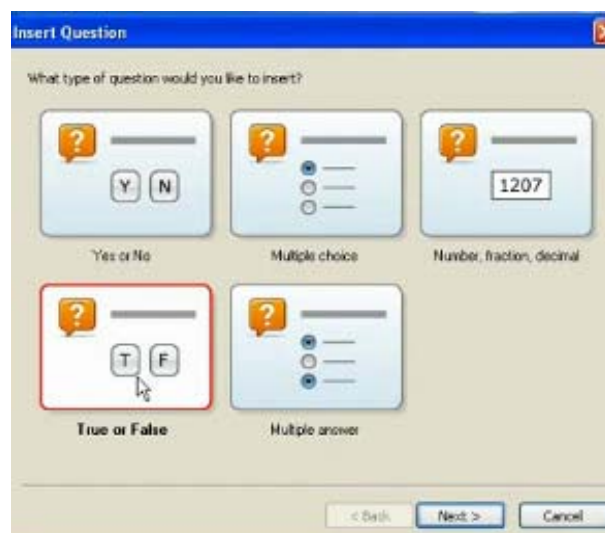 Insert Question
What type of question would you like to insert?
? Y N
?
? 1207
Yes or No
Multiple choice
Number, fraction, decimal
? T F
?
True or False
Multiple answer
< Back
Next >
Cancel